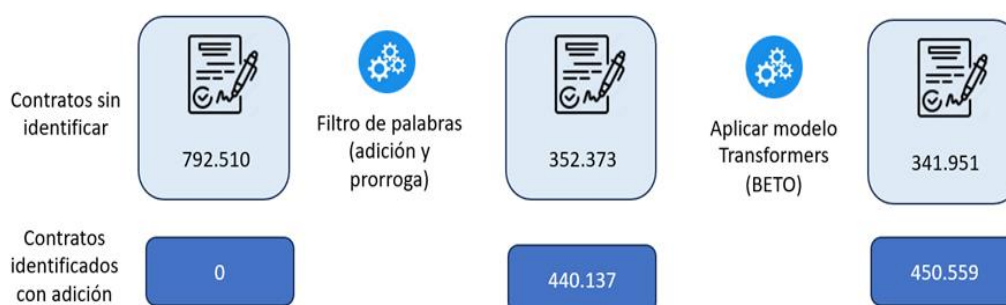 Contratos sin
identificar
792.510
Filtro de palabras
(adición y
prorroga)
352.373
Aplicar modelo
Transformers
(BETO)
341.951
Contratos
identificados
con adición
0
440.137
450.559